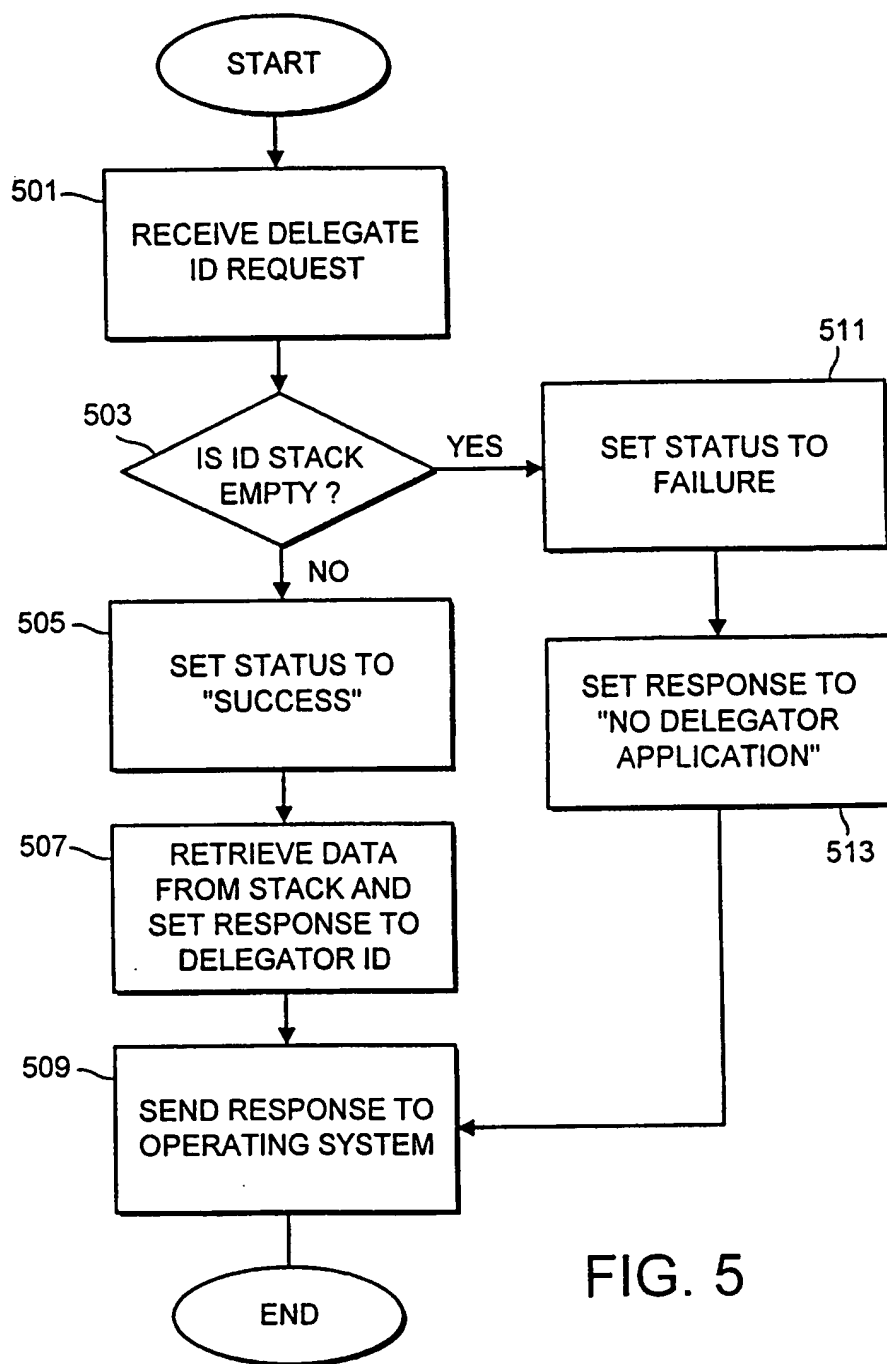 START
501
RECEIVE DELEGATE
ID REQUEST
503
IS ID STACK
EMPTY ?
YES
NO
511
SET STATUS TO
FAILURE
505
SET STATUS TO
"SUCCESS"
SET RESPONSE TO
"NO DELEGATOR
APPLICATION"
513
507
RETRIEVE DATA
FROM STACK AND
SET RESPONSE TO
DELEGATOR ID
509
SEND RESPONSE TO
OPERATING SYSTEM
END
FIG. 5